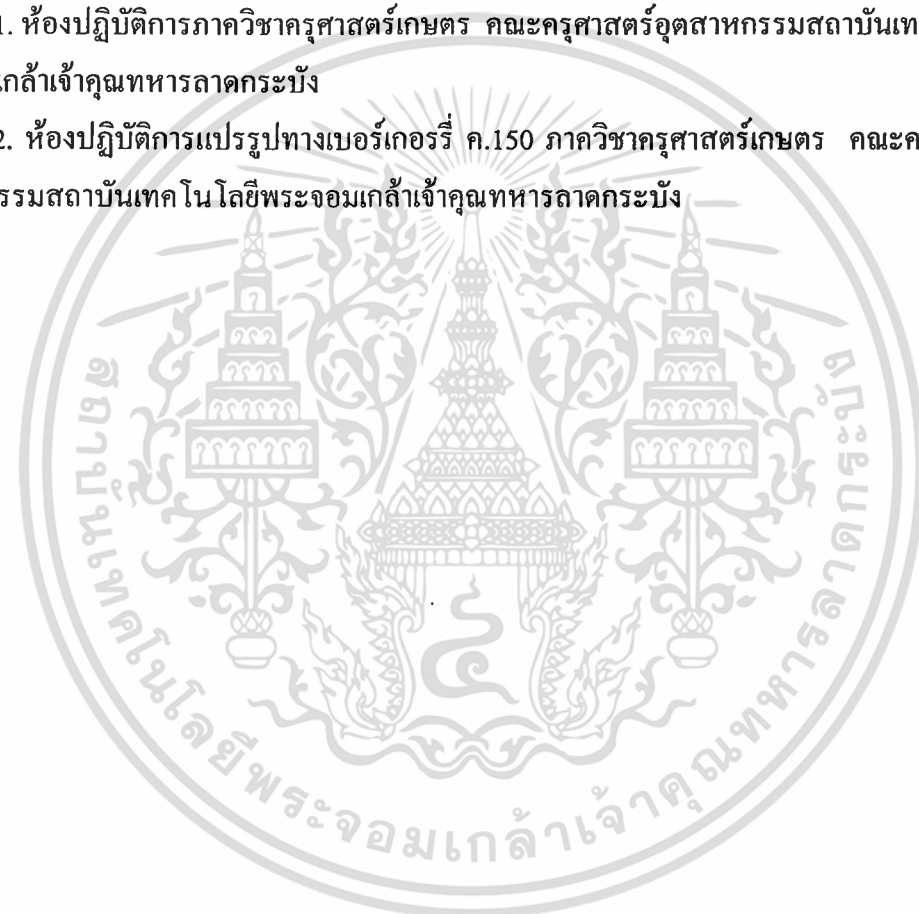 1. ห้องปฏิบัติการภาควิชาครุศาสตร์เกษตร คณะครุศาสตร์อุตสาหกรรมสถาบันเท
เกล้าเจ้าคุณทหารลาดกระบัง
2. ห้องปฏิบัติการแปรรูปทางเบอร์เกอรรี่ ค.150 ภาควิชาครุศาสตร์เกษตร คณะค
รรมสถาบันเทคโนโลยีพระจอมเกล้าเจ้าคุณทหารลาดกระบัง
สถาบันเทคโนโลยีพระจอมเกล้าเจ้าคุณทหารลาดกระบัง
๔